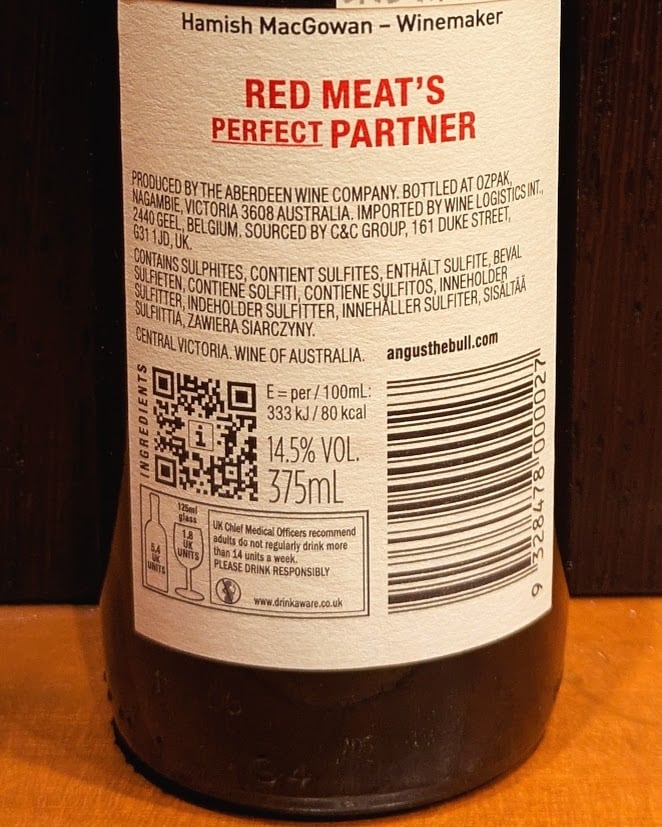 Hamish MacGowan – Winemaker
RED MEAT'S
PERFECT PARTNER
PRODUCED BY THE ABERDEEN WINE COMPANY. BOTTLED AT OZPAK,
NAGAMBIE, VICTORIA 3608 AUSTRALIA. IMPORTED BY WINE LOGISTICS INT.,
2440 GEEL, BELGIUM. SOURCED BY C&C GROUP, 161 DUKE STREET,
G31 1JD, UK.
CONTAINS SULPHITES, CONTIENT SULFITES, ENTHÄLT SULFITE, BEVAL
SULFIETEN, CONTIENE SOLFITI, CONTIENE SULFITOS, INNEHOLDER
SULFITTER, INDEHOLDER SULFITTER, INNEHÅLLER SULFITER, SISÄLTÄÄ
SULFIITTIA, ZAWIERA SIARCZYNY.
CENTRAL VICTORIA. WINE OF AUSTRALIA.
angusthebull.com
INGREDIENTS
i
E = per / 100mL:
333 kJ / 80 kcal
14.5% VOL.
375mL
9 328478 000027
125ml
glass
5.4
UK
UNITS
1.8
UK
UNITS
UK Chief Medical Officers recommend
adults do not regularly drink more
than 14 units a week.
PLEASE DRINK RESPONSIBLY
www.drinkaware.co.uk